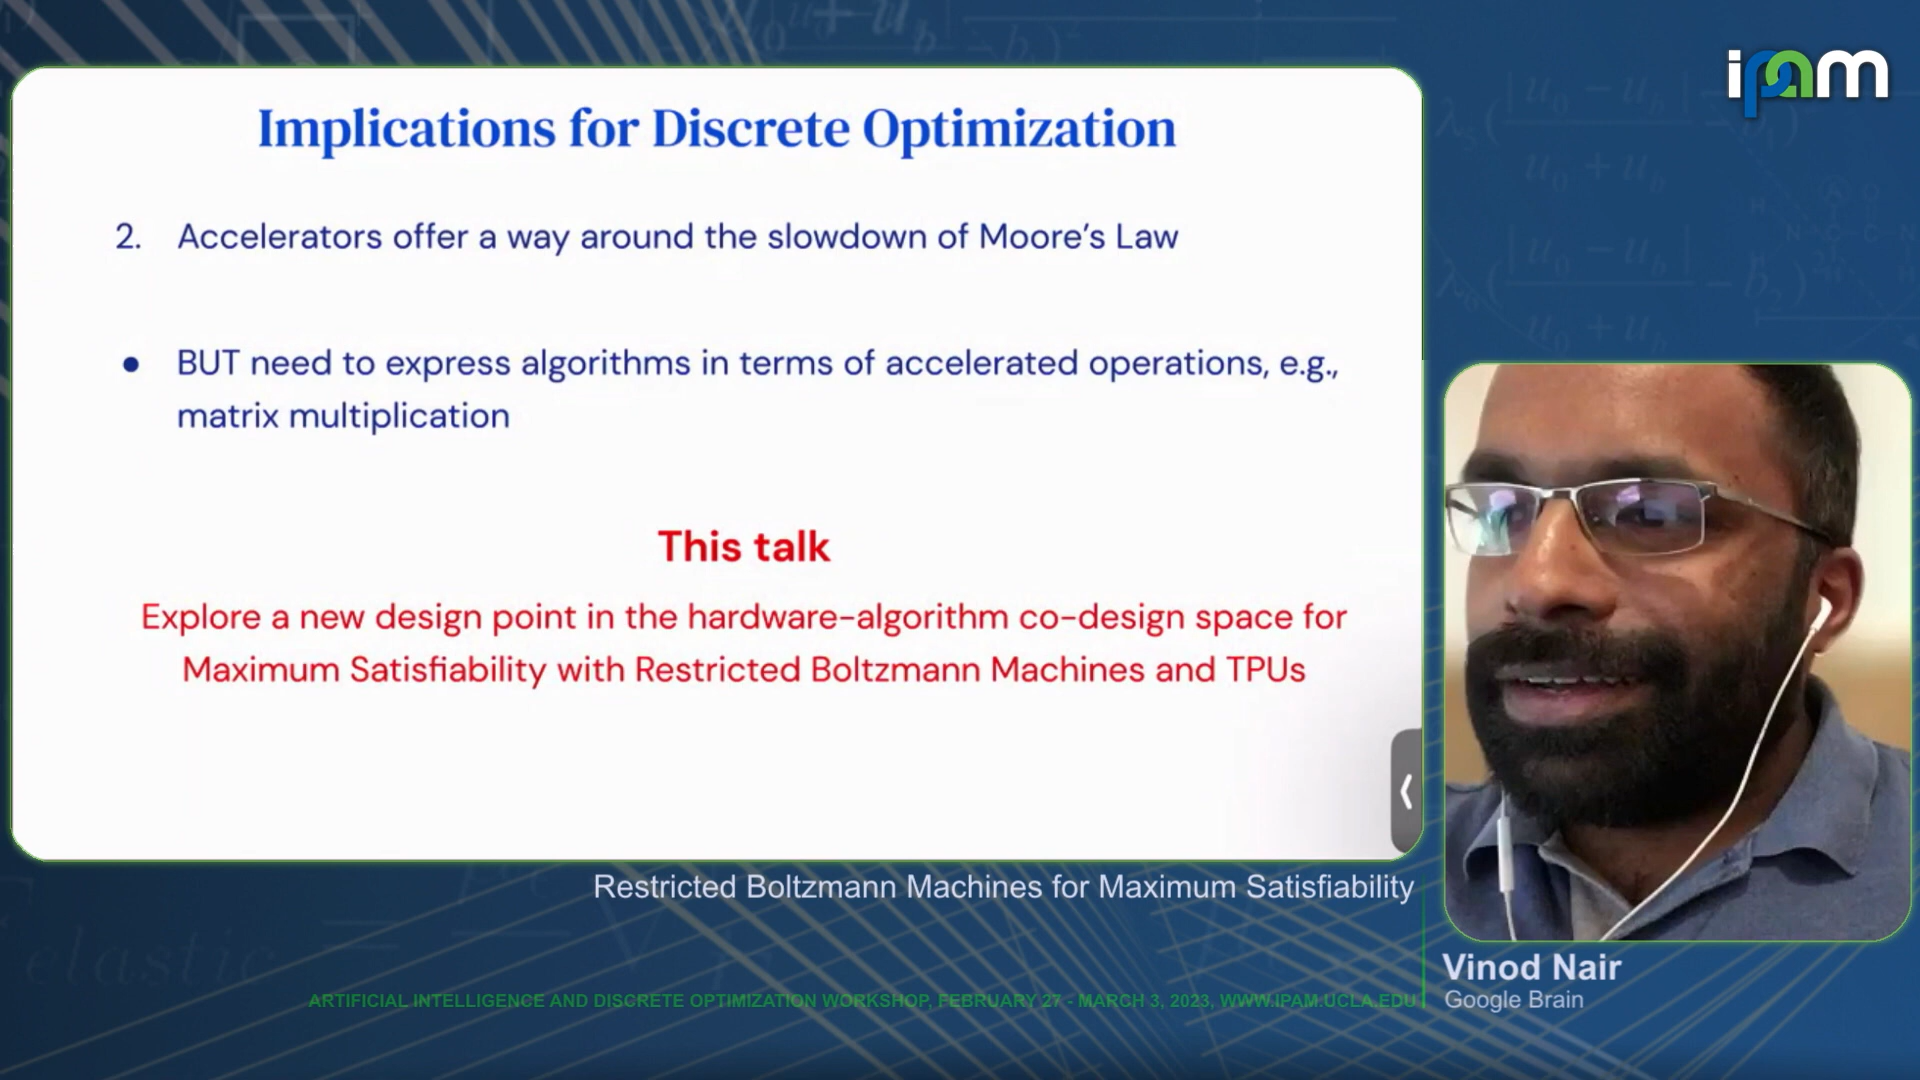 ipam
Implications for Discrete Optimization
2. Accelerators offer a way around the slowdown of Moore's Law
● BUT need to express algorithms in terms of accelerated operations, e.g.,
matrix multiplication
This talk
Explore a new design point in the hardware-algorithm co-design space for
Maximum Satisfiability with Restricted Boltzmann Machines and TPUs
Restricted Boltzmann Machines for Maximum Satisfiability
Vinod Nair
Google Brain
ARTIFICIAL INTELLIGENCE AND DISCRETE OPTIMIZATION WORKSHOP, FEBRUARY 27 - MARCH 3, 2023, WWW.IPAM.UCLA.EDU
elastic